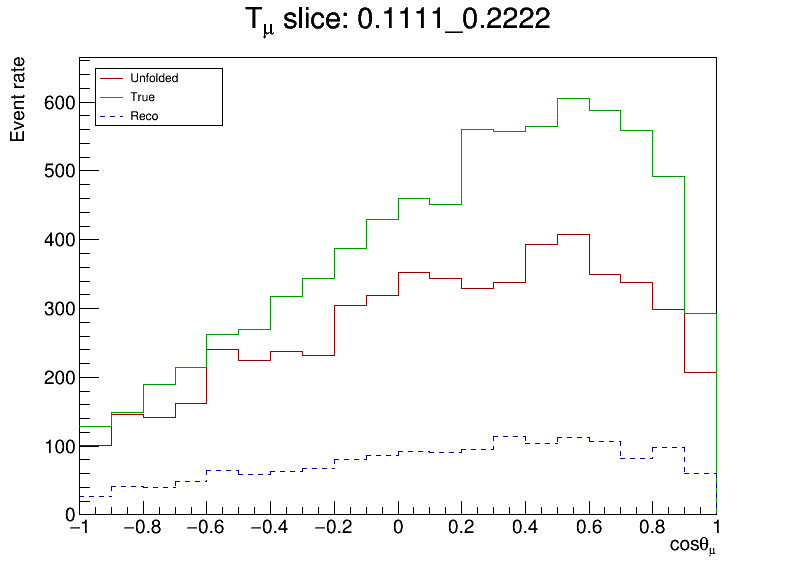 Tμ slice: 0.1111_0.2222
Event rate
Unfolded
True
Reco
600
500
400
300
200
100
0
−1 −0.8 −0.6 −0.4 −0.2 0 0.2 0.4 0.6 0.8 1
cosθμ